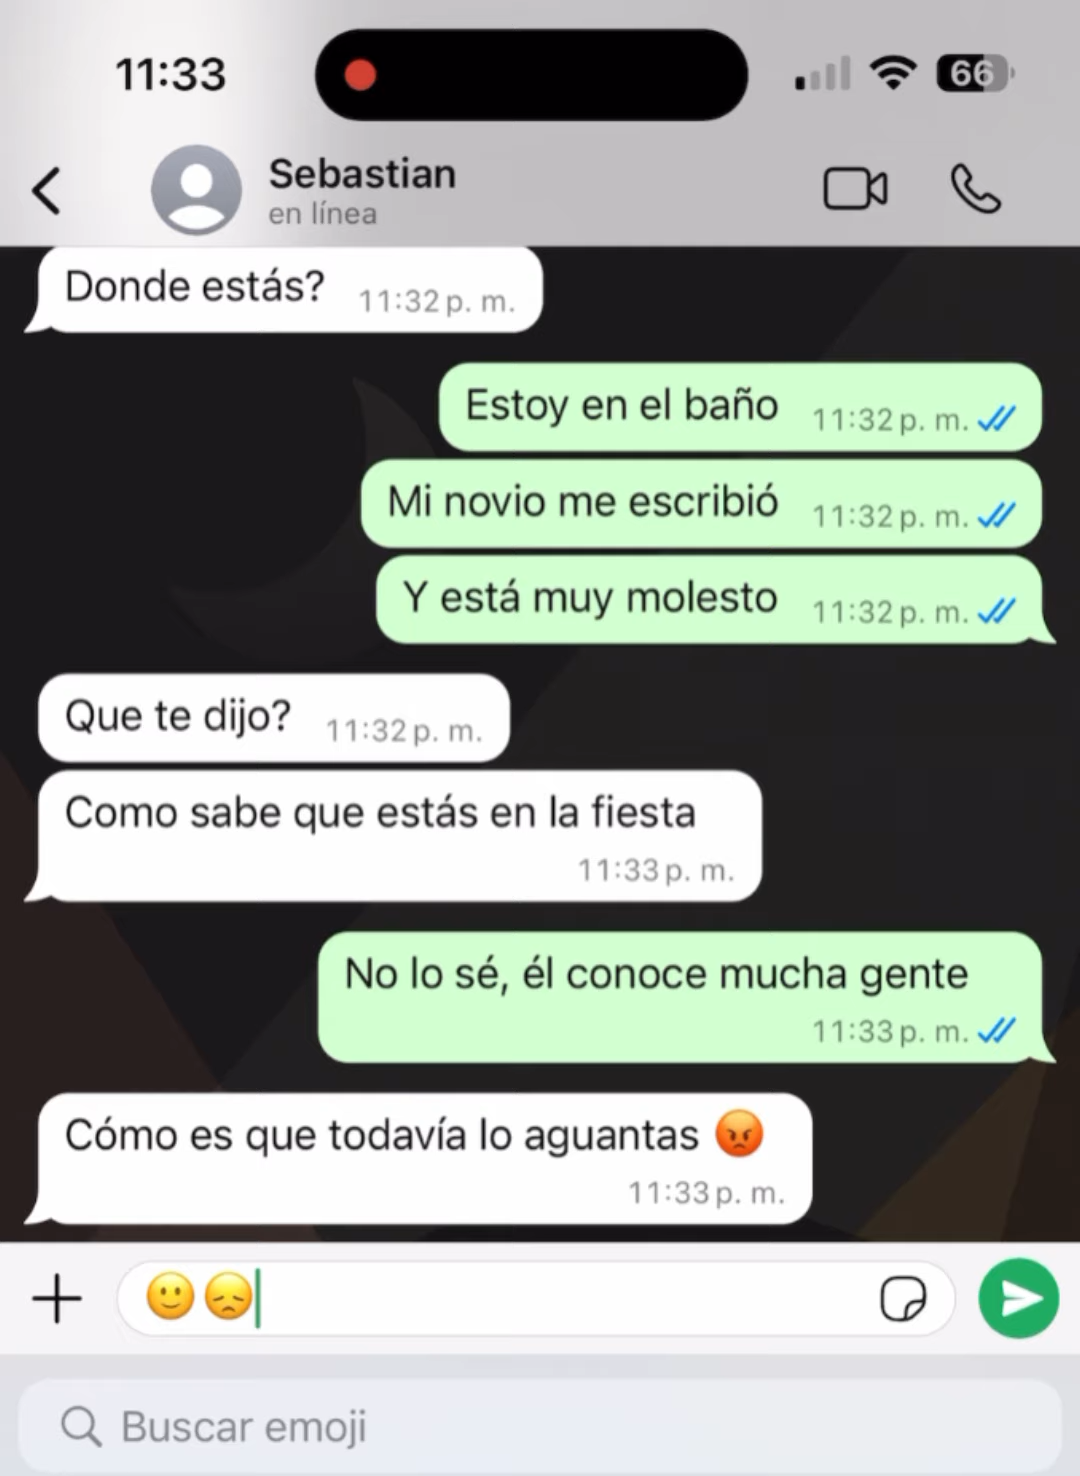 11:33
66
Sebastian
en línea
Donde estás? 11:32 p. m.
Estoy en el baño 11:32 p. m.
Mi novio me escribió 11:32 p. m.
Y está muy molesto 11:32 p. m.
Que te dijo? 11:32 p. m.
Como sabe que estás en la fiesta
11:33 p. m.
No lo sé, él conoce mucha gente
11:33 p. m.
Cómo es que todavía lo aguantas 😡
11:33 p. m.
🙂😞
Buscar emoji